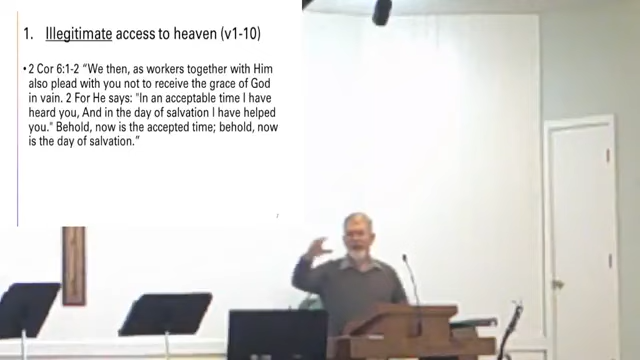 1. Illegitimate access to heaven (v1-10)
• 2 Cor 6:1-2 “We then, as workers together with Him
also plead with you not to receive the grace of God
in vain. 2 For He says: "In an acceptable time I have
heard you, And in the day of salvation I have helped
you." Behold, now is the accepted time; behold, now
is the day of salvation.”